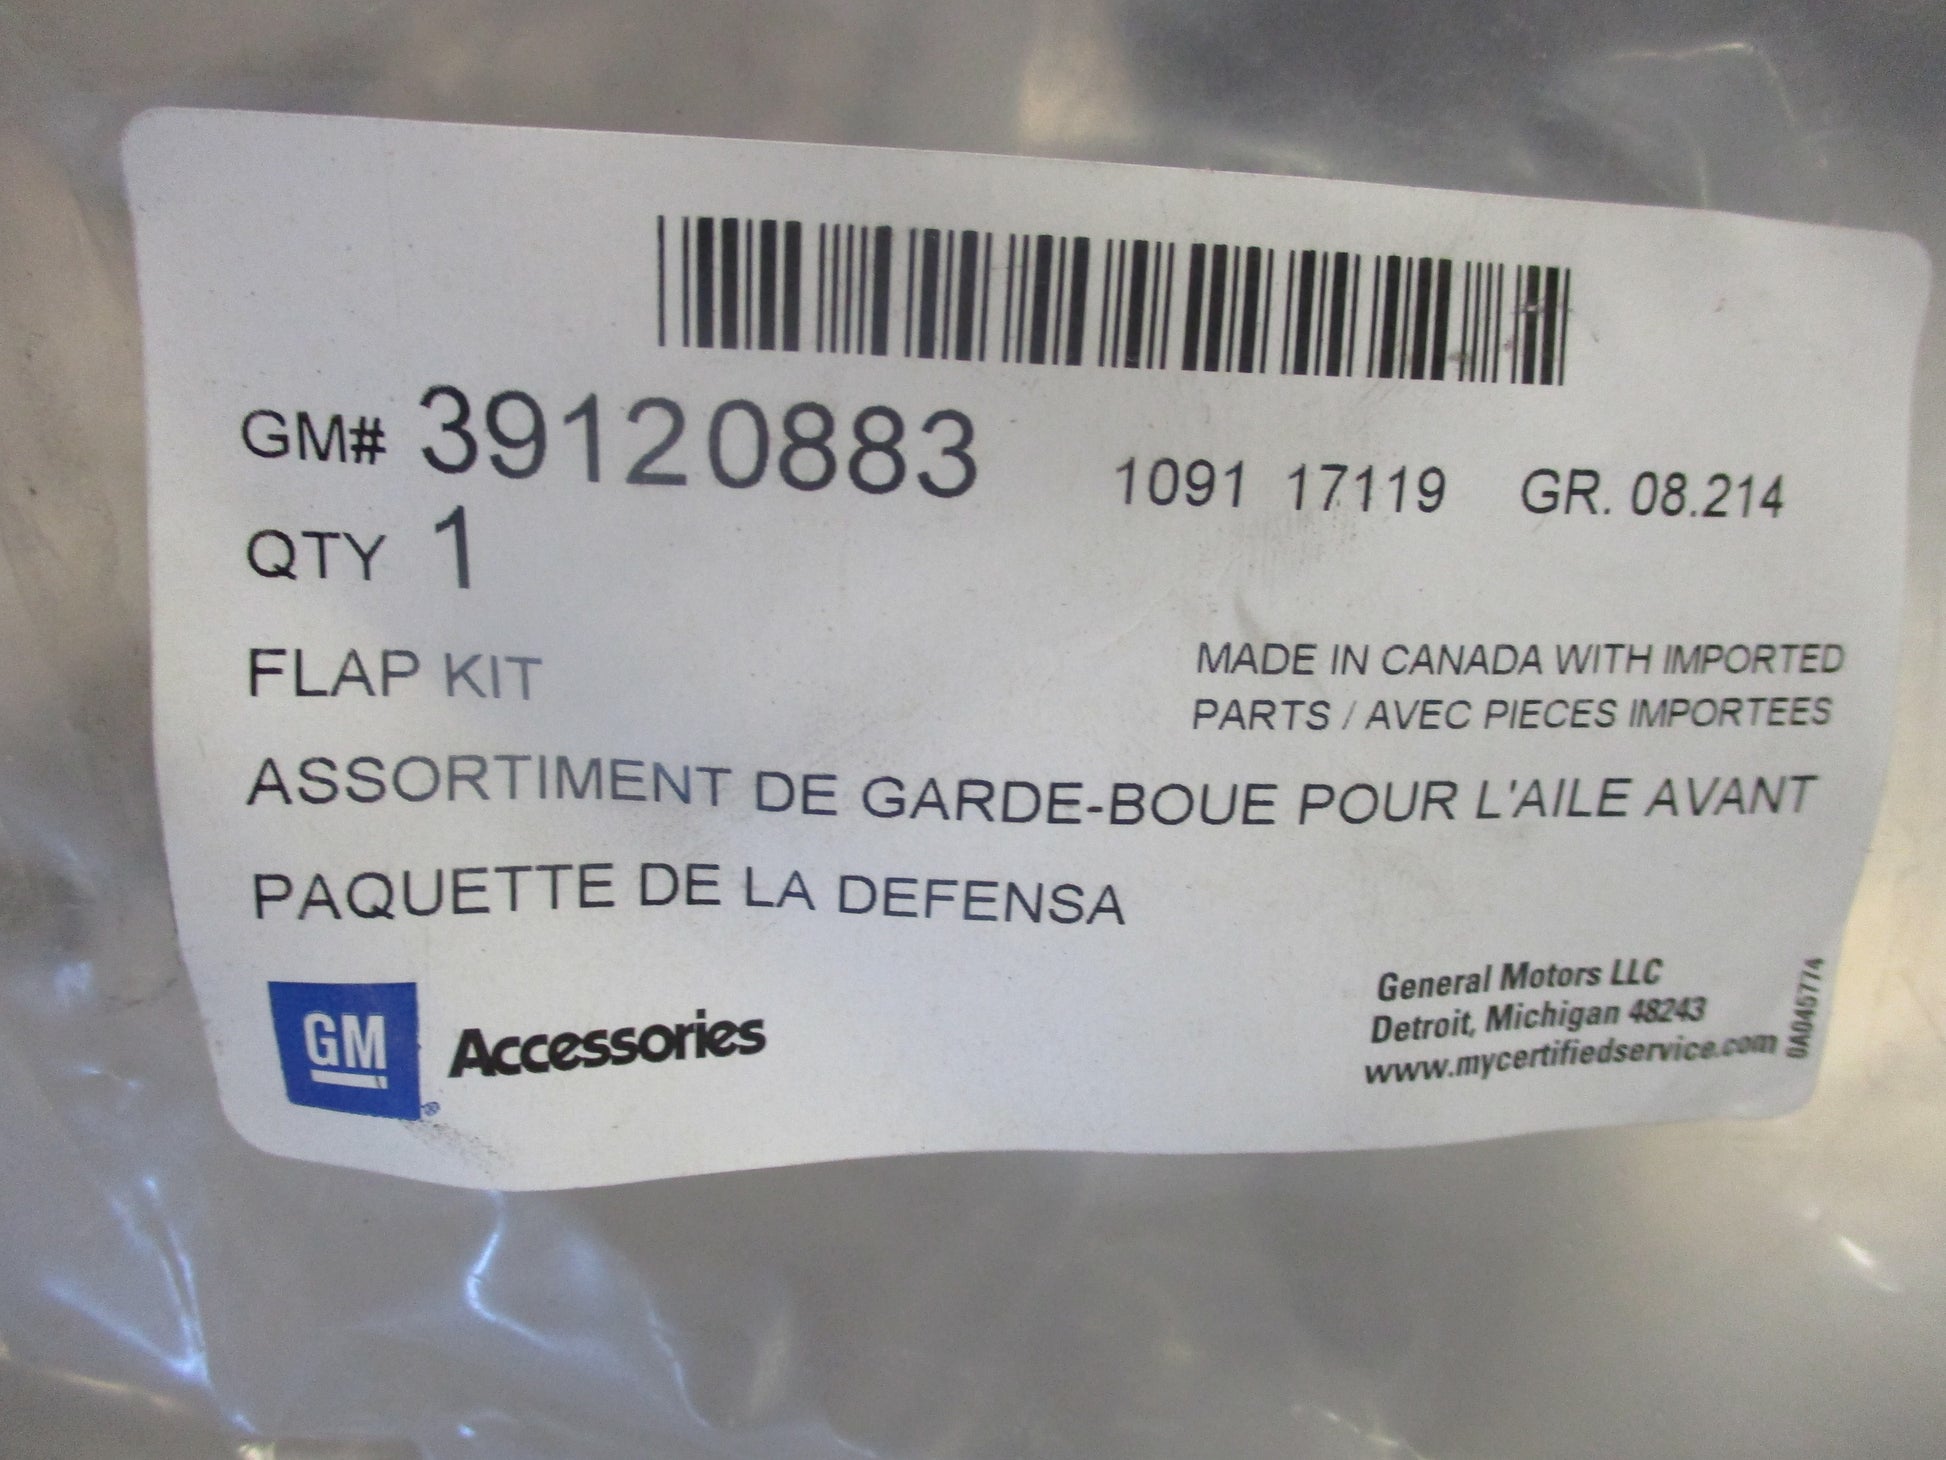 GM# 39120883 1091 17119 GR. 08.214
QTY 1
FLAP KIT
MADE IN CANADA WITH IMPORTED
PARTS / AVEC PIECES IMPORTEES
ASSORTIMENT DE GARDE-BOUE POUR L'AILE AVANT
PAQUETTE DE LA DEFENSA
GM ®
Accessories
General Motors LLC
Detroit, Michigan 48243
www.mycertifiedservice.com